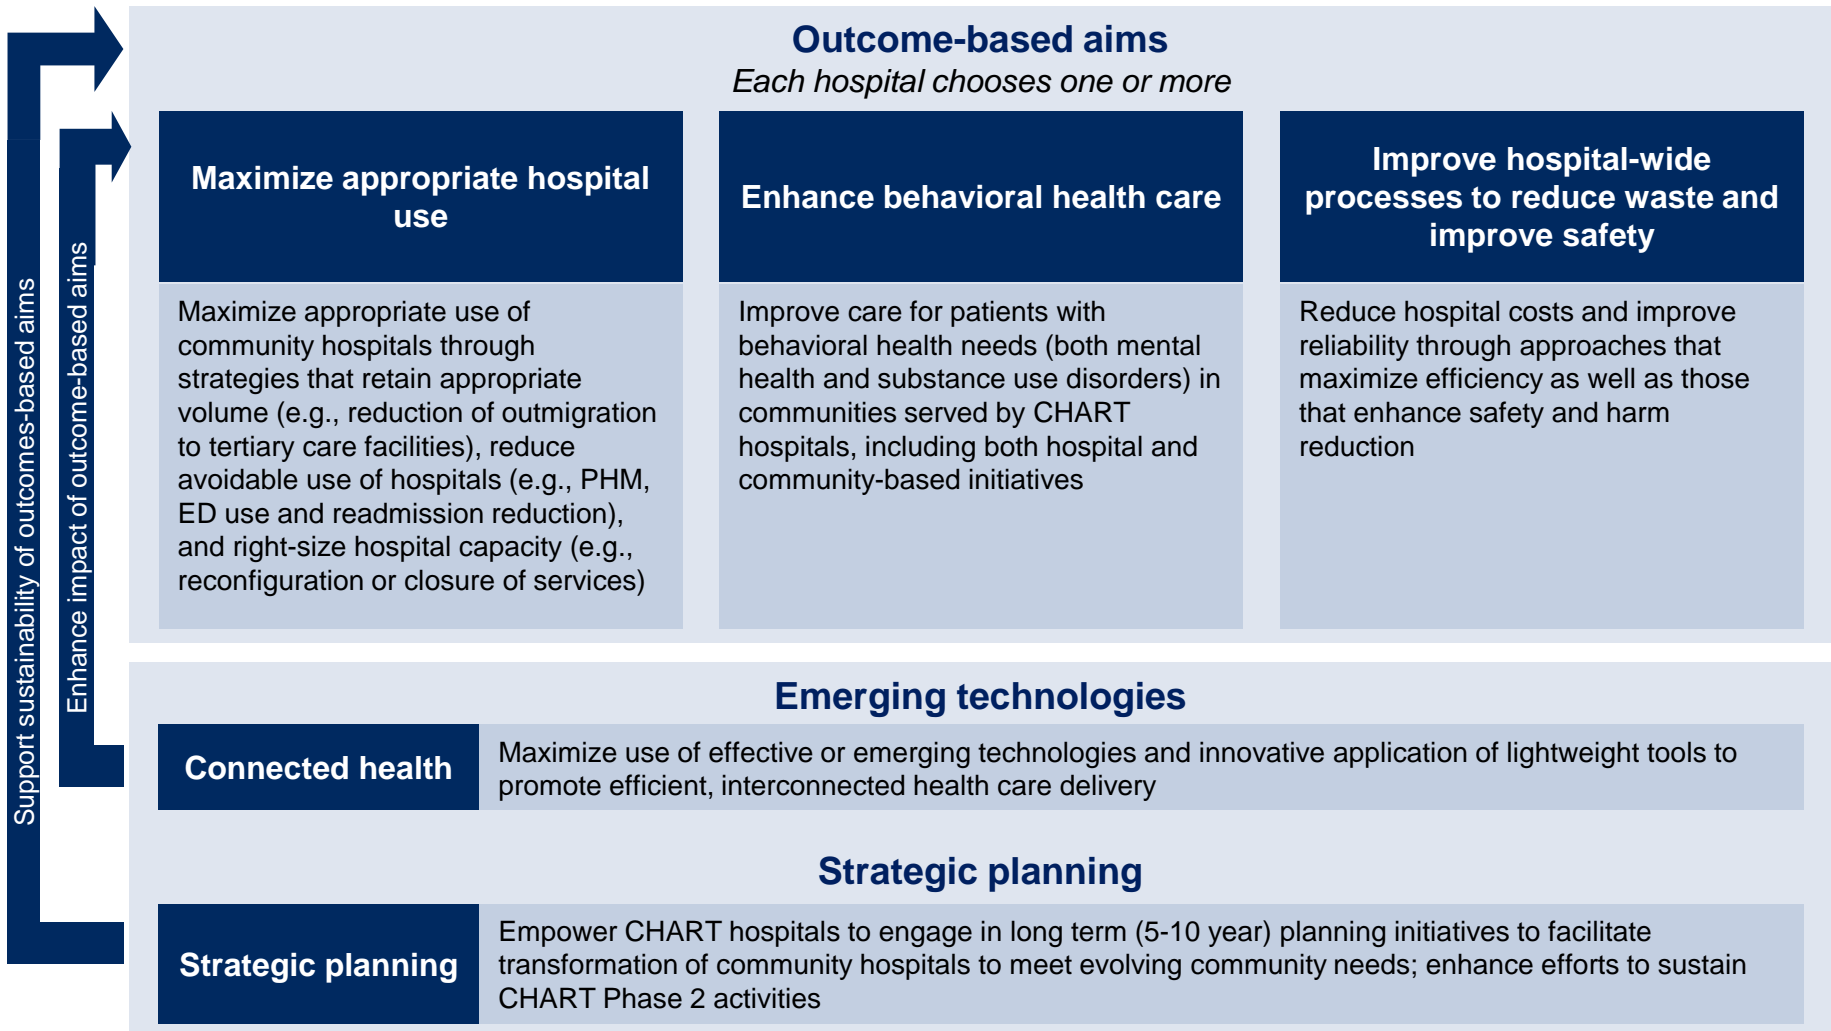 Outcome-based aims
Each hospital chooses one or more
Maximize appropriate hospital
use
Maximize appropriate use of
community hospitals through
strategies that retain appropriate
volume (e.g., reduction of outmigration
to tertiary care facilities), reduce
avoidable use of hospitals (e.g., PHM,
ED use and readmission reduction),
and right-size hospital capacity (e.g.,
reconfiguration or closure of services)
Enhance behavioral health care
Improve care for patients with
behavioral health needs (both mental
health and substance use disorders) in
communities served by CHART
hospitals, including both hospital and
community-based initiatives
Improve hospital-wide
processes to reduce waste and
improve safety
Reduce hospital costs and improve
reliability through approaches that
maximize efficiency as well as those
that enhance safety and harm
reduction
Support sustainability of outcomes-based aims
Enhance impact of outcome-based aims
Emerging technologies
Connected health
Maximize use of effective or emerging technologies and innovative application of lightweight tools to
promote efficient, interconnected health care delivery
Strategic planning
Strategic planning
Empower CHART hospitals to engage in long term (5-10 year) planning initiatives to facilitate
transformation of community hospitals to meet evolving community needs; enhance efforts to sustain
CHART Phase 2 activities